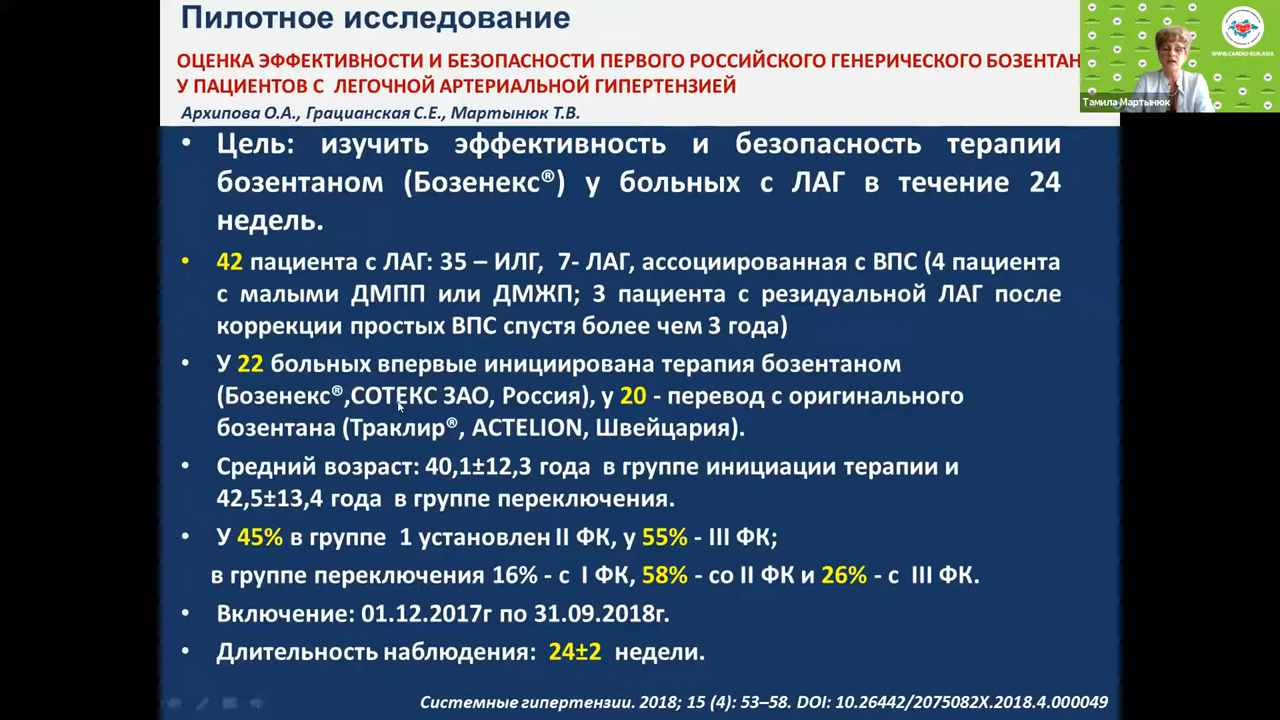 Пилотное исследование
ОЦЕНКА ЭФФЕКТИВНОСТИ И БЕЗОПАСНОСТИ ПЕРВОГО РОССИЙСКОГО ГЕНЕРИЧЕСКОГО БОЗЕНТАН
У ПАЦИЕНТОВ С ЛЕГОЧНОЙ АРТЕРИАЛЬНОЙ ГИПЕРТЕНЗИЕЙ
Архипова О.А., Грацианская С.Е., Мартынюк Т.В.
WWW.CARDIO-EUR.ASIA
Тамила Мартынюк
• Цель: изучить эффективность и безопасность терапии
бозентаном (Бозенекс®) у больных с ЛАГ в течение 24
недель.
• 42 пациента с ЛАГ: 35 – ИЛГ, 7- ЛАГ, ассоциированная с ВПС (4 пациента
с малыми ДМПП или ДМЖП; 3 пациента с резидуальной ЛАГ после
коррекции простых ВПС спустя более чем 3 года)
• У 22 больных впервые инициирована терапия бозентаном
(Бозенекс®,СОТЕКС ЗАО, Россия), у 20 - перевод с оригинального
бозентана (Траклир®, ACTELION, Швейцария).
• Средний возраст: 40,1±12,3 года в группе инициации терапии и
42,5±13,4 года в группе переключения.
• У 45% в группе 1 установлен II ФК, у 55% - III ФК;
в группе переключения 16% - с I ФК, 58% - со II ФК и 26% - с III ФК.
• Включение: 01.12.2017г по 31.09.2018г.
• Длительность наблюдения: 24±2 недели.
Системные гипертензии. 2018; 15 (4): 53–58. DOI: 10.26442/2075082X.2018.4.000049